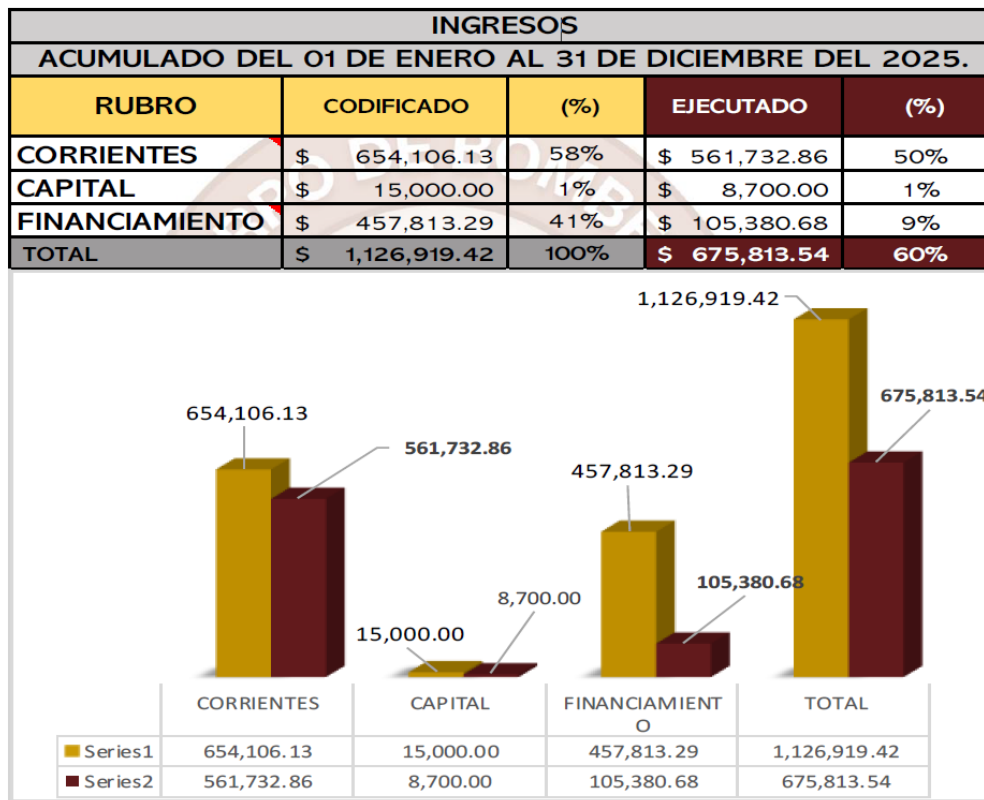 INGRESOS
ACUMULADO DEL 01 DE ENERO AL 31 DE DICIEMBRE DEL 2025.
RUBRO CODIFICADO (%) EJECUTADO (%)
CORRIENTES $ 654,106.13 58% $ 561,732.86 50%
CAPITAL $ 15,000.00 1% $ 8,700.00 1%
FINANCIAMIENTO $ 457,813.29 41% $ 105,380.68 9%
TOTAL $ 1,126,919.42 100% $ 675,813.54 60%
1,126,919.42
675,813.54
654,106.13
561,732.86
457,813.29
105,380.68
8,700.00
15,000.00
CORRIENTES CAPITAL FINANCIAMIENT TOTAL
O
Series1 654,106.13 15,000.00 457,813.29 1,126,919.42
Series2 561,732.86 8,700.00 105,380.68 675,813.54